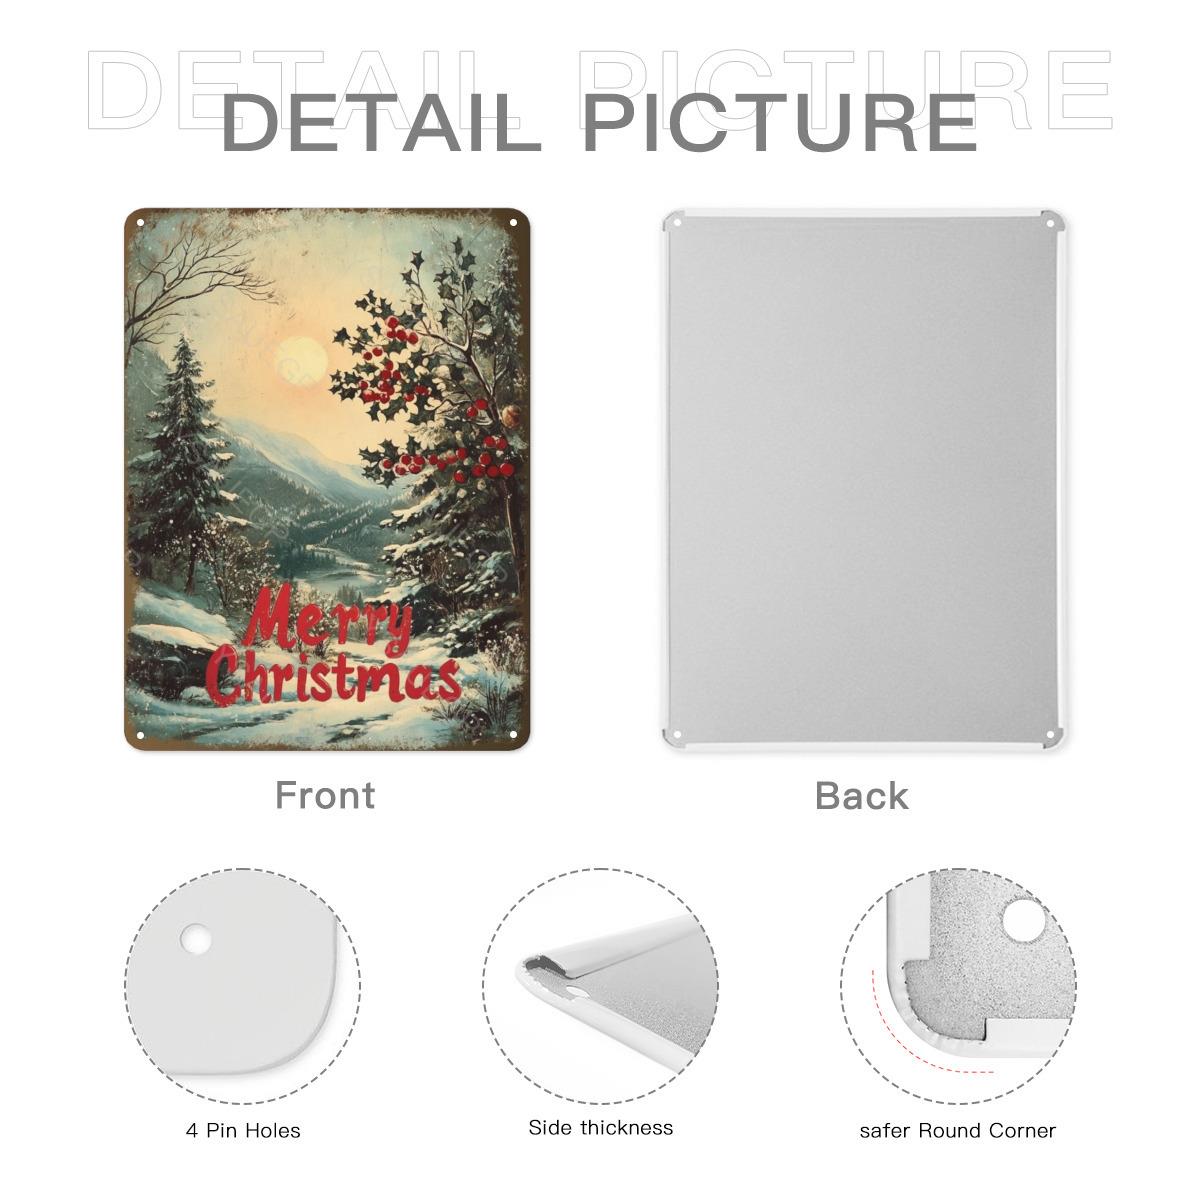 DETAIL PICTURE
DETAIL PICTURE
Merry
Christmas
Front
Back
4 Pin Holes
Side thickness
safer Round Corner